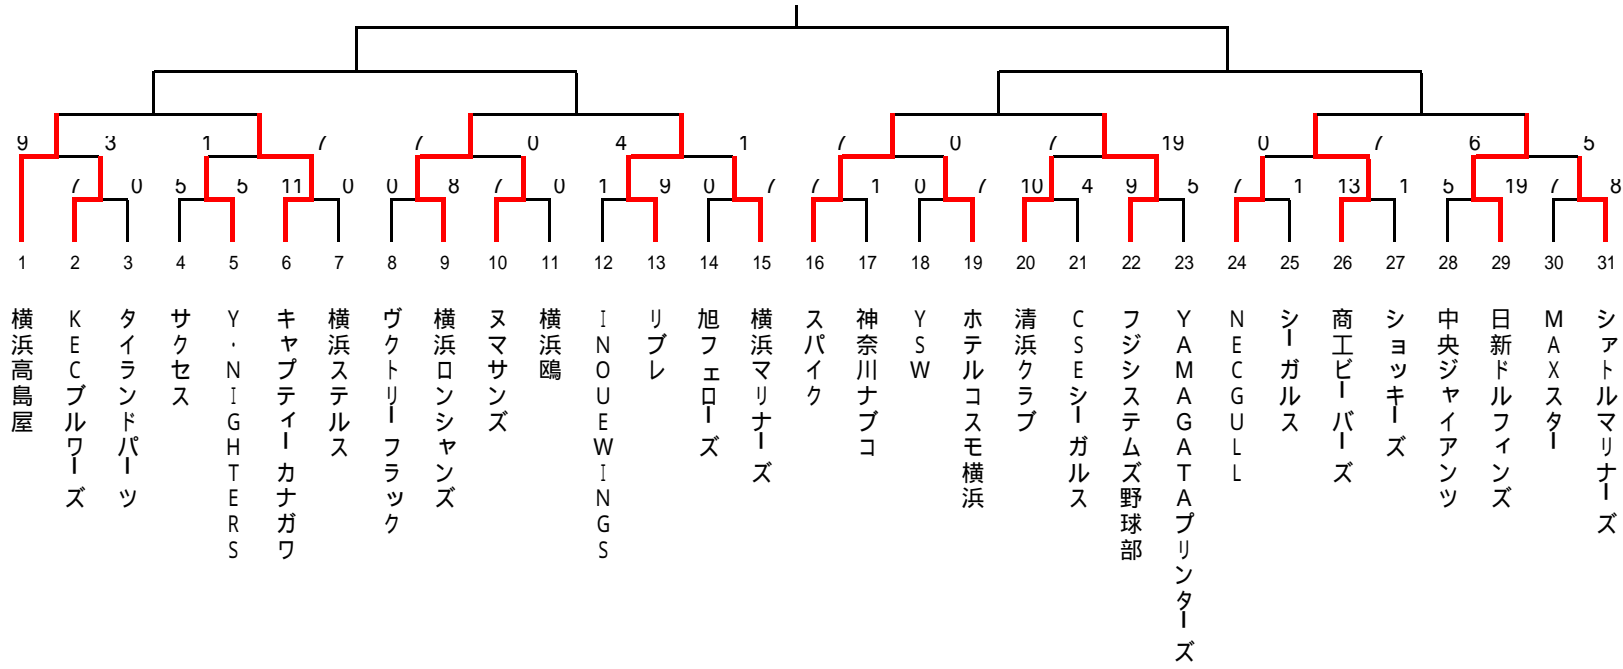 9 3 1 7 7 0 4 1 7 0 7 19 0 7 6 5
7 0 5 5 11 0 0 8 7 0 1 9 0 7 7 1 0 7 10 4 9 5 7 1 13 1 5 19 7 8
1 2 3 4 5 6 7 8 9 10 11 12 13 14 15 16 17 18 19 20 21 22 23 24 25 26 27 28 29 30 31
横浜高島屋
KECブルワーズ
タイランドパーツ
サクセス
Y・NIGHTERS
キャプティーカナガワ
横浜ステルス
ヴクトリーフラック
横浜ロンシャンズ
ヌマサンズ
横浜鴎
INOUEWINGS
リブレ
旭フェローズ
横浜マリナーズ
スパイク
神奈川ナブコ
YSW
ホテルコスモ横浜
清浜クラブ
CSEシーガルス
フジシステムズ野球部
YAMAGATAプリンターズ
NECGULL
シーガルス
商工ビーバーズ
ショッキーズ
中央ジャイアンツ
日新ドルフィンズ
MAXスター
シァトルマリナーズ